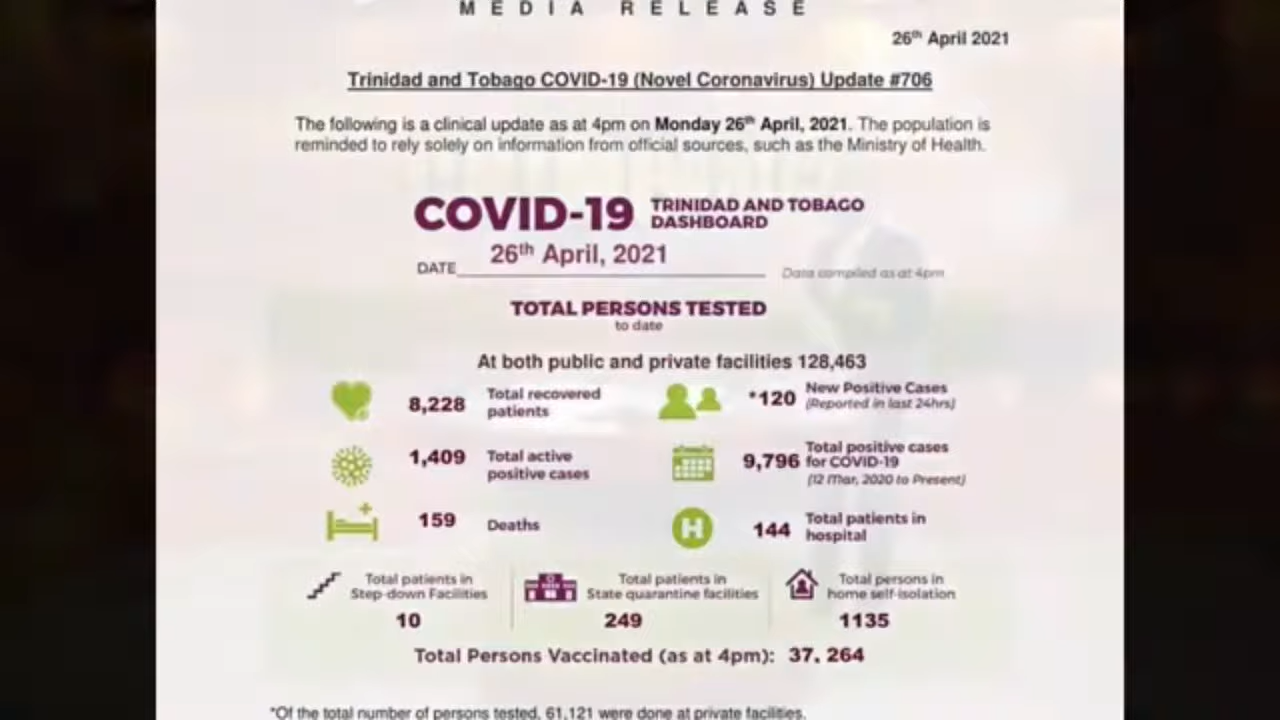 MEDIA RELEASE
26th April 2021
Trinidad and Tobago COVID-19 (Novel Coronavirus) Update #706
The following is a clinical update as at 4pm on Monday 26th April, 2021. The population is
reminded to rely solely on information from official sources, such as the Ministry of Health.
COVID-19 TRINIDAD AND TOBAGO
DASHBOARD
DATE 26th April, 2021 Data compiled as at 4pm
TOTAL PERSONS TESTED
to date
At both public and private facilities 128,463
8,228 Total recovered
patients
*120 New Positive Cases
(Reported in last 24hrs)
1,409 Total active
positive cases
9,796 Total positive cases
for COVID-19
(12 Mar, 2020 to Present)
159 Deaths
H 144 Total patients in
hospital
Total patients in
Step-down Facilities
10
Total patients in
State quarantine facilities
249
Total persons in
home self-isolation
1135
Total Persons Vaccinated (as at 4pm): 37, 264
*Of the total number of persons tested, 61,121 were done at private facilities.